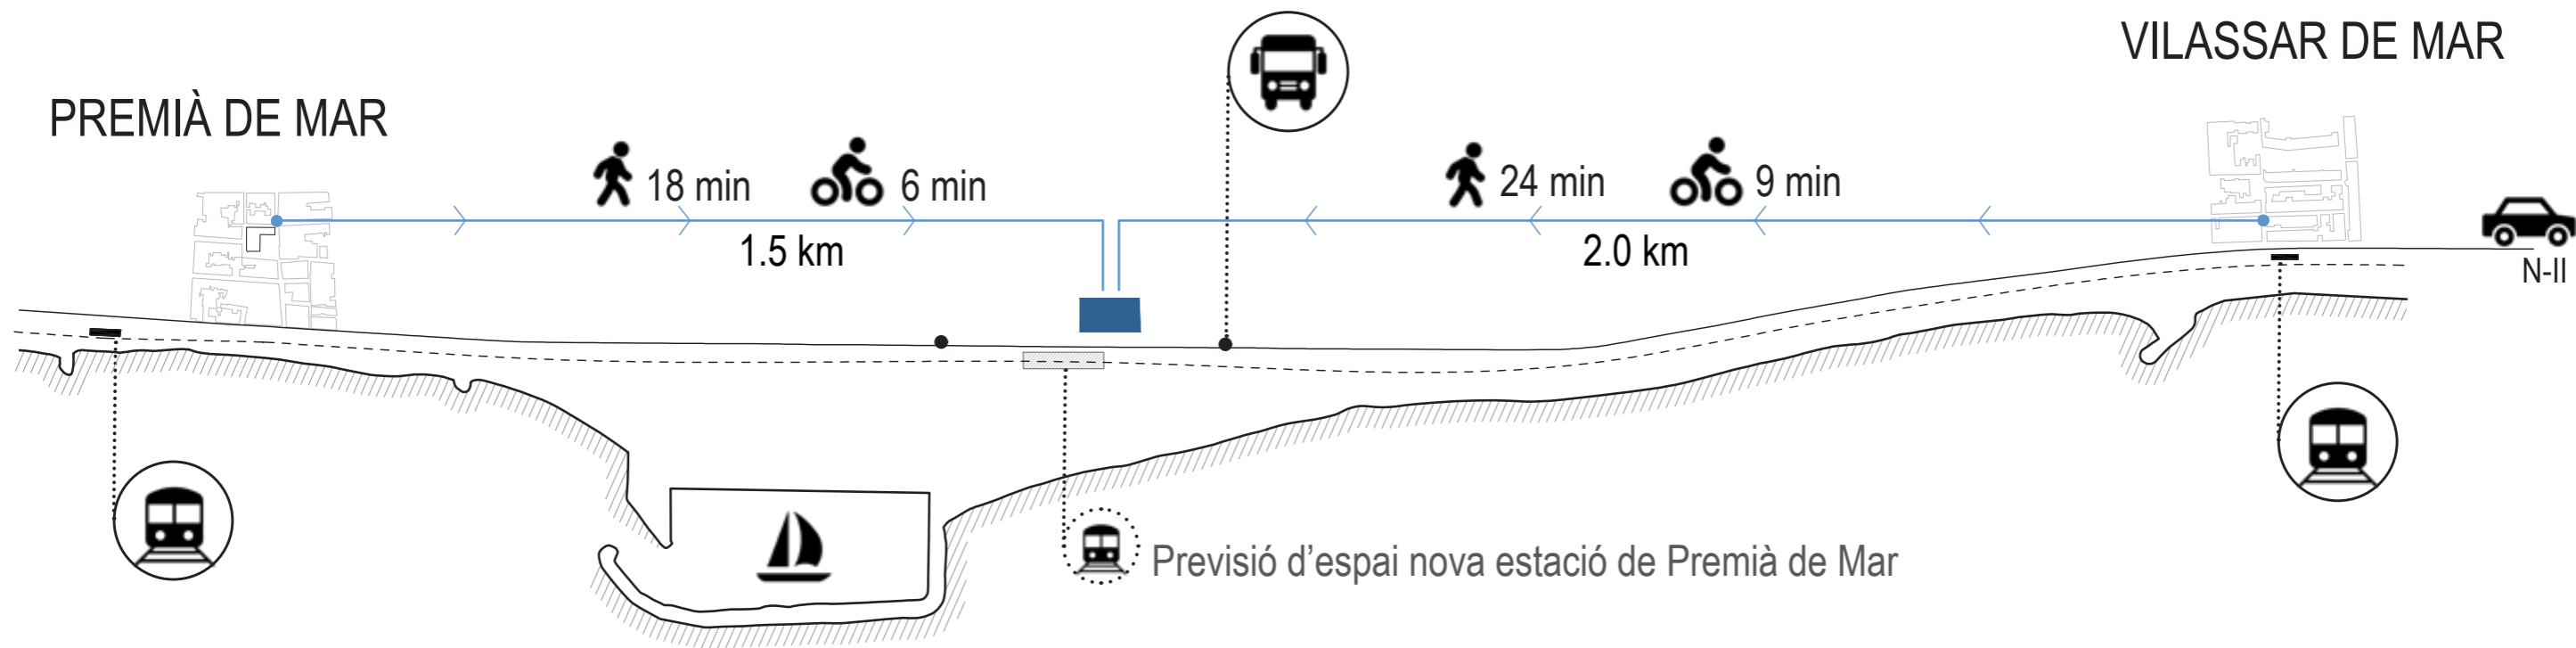 VILASSAR DE MAR
PREMIÀ DE MAR
18 min
6 min
24 min
9 min
1.5 km
2.0 km
N-II
Previsió d'espai nova estació de Premià de Mar